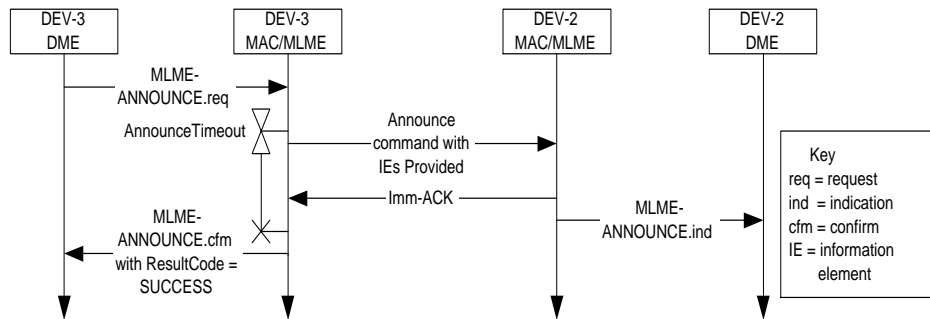 DEV-3
DME
DEV-3
MAC/MLME
DEV-2
MAC/MLME
DEV-2
DME
MLME-
ANNOUNCE.req
AnnounceTimeout
Announce
command with
IEs Provided
Imm-ACK
MLME-
ANNOUNCE.ind
MLME-
ANNOUNCE.cfm
with ResultCode =
SUCCESS
Key
req = request
ind = indication
cfm = confirm
IE = information
element